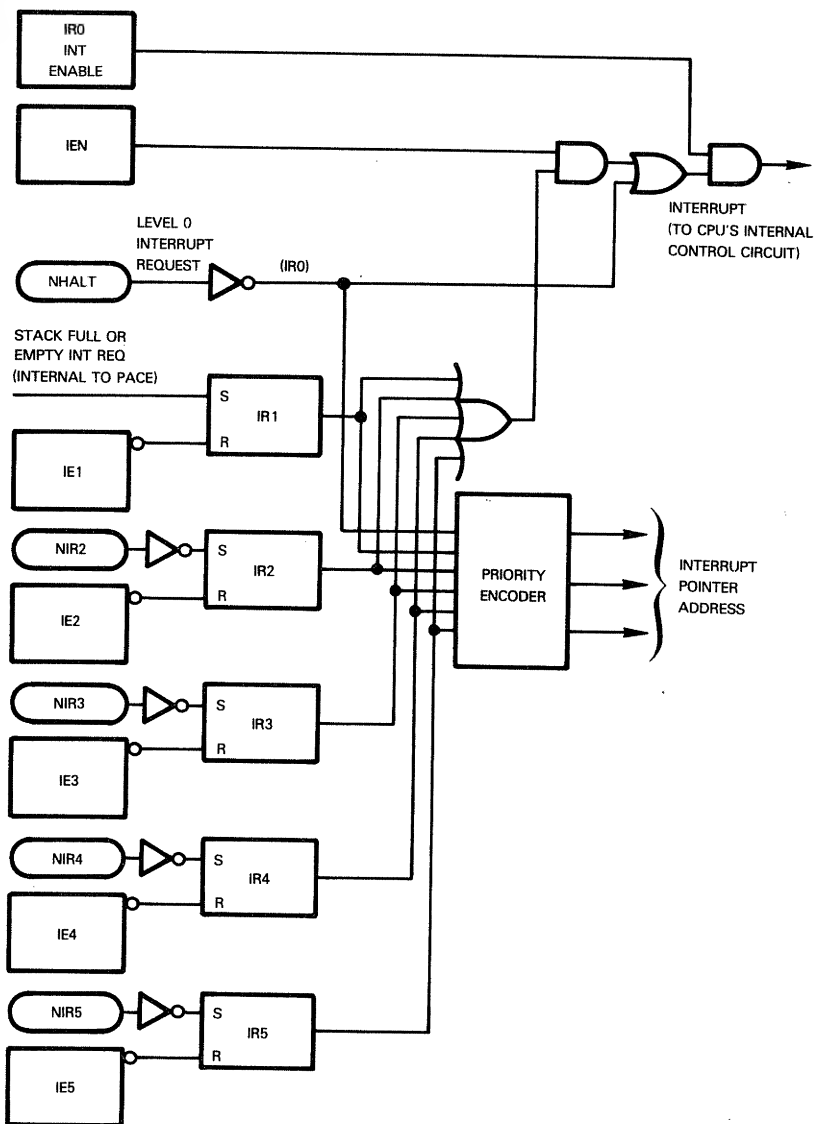 IR0
INT
ENABLE
IEN
INTERRUPT
(TO CPU'S INTERNAL
CONTROL CIRCUIT)
LEVEL 0
INTERRUPT
REQUEST
(IR0)
NHALT
STACK FULL OR
EMPTY INT REQ
(INTERNAL TO PACE)
S
IR1
R
IE1
NIR2
S
IR2
R
IE2
PRIORITY
ENCODER
INTERRUPT
POINTER
ADDRESS
NIR3
S
IR3
R
IE3
NIR4
S
IR4
R
IE4
NIR5
S
IR5
R
IE5